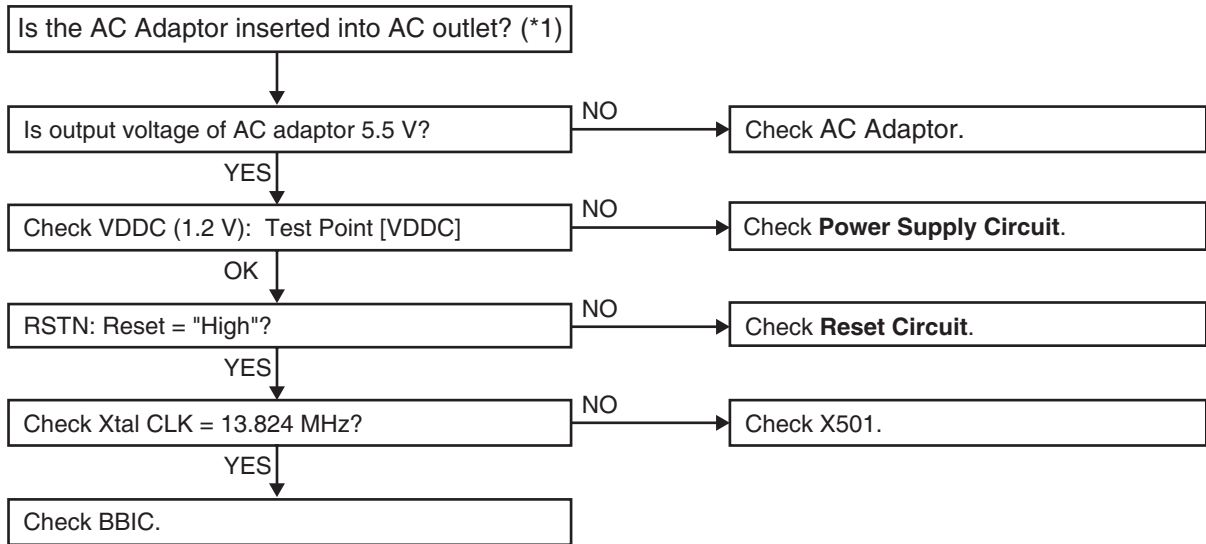 Is the AC Adaptor inserted into AC outlet? (*1)
Is output voltage of AC adaptor 5.5 V?
NO
Check AC Adaptor.
YES
Check VDDC (1.2 V): Test Point [VDDC]
NO
Check Power Supply Circuit.
OK
RSTN: Reset = "High"?
NO
Check Reset Circuit.
YES
Check Xtal CLK = 13.824 MHz?
NO
Check X501.
YES
Check BBIC.